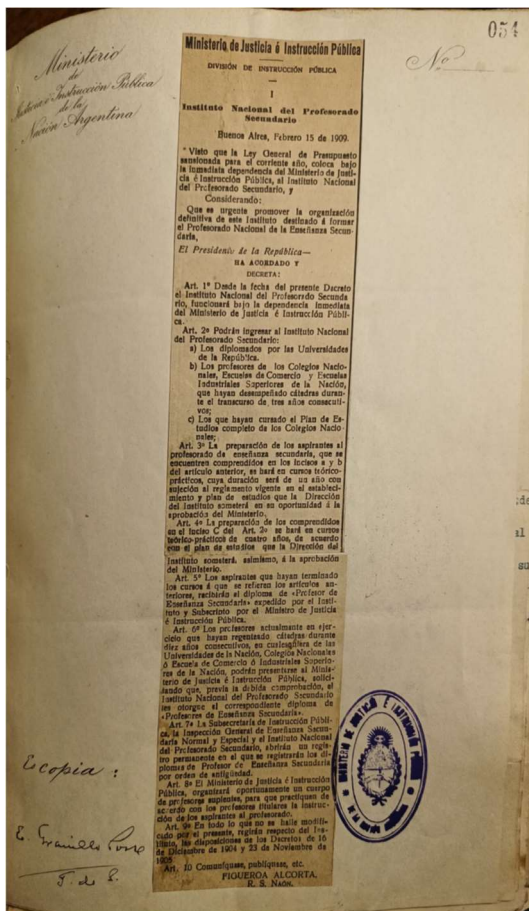 054
Ministerio
de
Justicia é Instrucción Pública
de la
Nación Argentina
Nº
Ministerio de Justicia é Instrucción Pública
DIVISIÓN DE INSTRUCCIÓN PÚBLICA
I
Instituto Nacional del Profesorado
Secundario
Buenos Aires, Febrero 15 de 1909.
Visto que la Ley General de Presupuesto
sansionada para el corriente año, coloca bajo
la inmediata dependencia del Ministerio de Justi-
cia é Instrucción Pública, al Instituto Nacional
del Profesorado Secundario, y
Considerando:
Que es urgente promover la organización
definitiva de este Instituto destinado á formar
el Profesorado Nacional de la Enseñanza Secun-
daria,
El Presidente de la República—
HA ACORDADO Y
DECRETA:
Art. 1º Desde la fecha del presente Decreto
el Instituto Nacional del Profesorado Secunda
rio, funcionará bajo la dependencia inmediata
del Ministerio de Justicia é Instrucción Públi-
ca.
Art. 2º Podrán ingresar al Instituto Nacional
del Profesorado Secundario:
a) Los diplomados por las Universidades
de la República.
b) Los profesores de los Colegios Nacio-
nales, Escuelas de Comercio y Escuelas
Industriales Superiores de la Nación,
que hayan desempeñado cátedras duran-
te el transcurso de tres años consecuti-
vos;
c) Los que hayan cursado el Plan de Es-
tudios completo de los Colegios Nacio-
nales;
Art. 3º La preparación de los aspirantes al
profesorado de enseñanza secundaria, que se
encuentren comprendidos en los incisos a y b
del artículo anterior, es hará en cursos teórico-
prácticos, cuya duración será de un año con
sujeción al reglamento vigente en el estableci-
miento y plan de estudios que la Dirección
del Instituto someterá en su oportunidad á la
aprobación del Ministerio.
Art. 4º La preparación de los comprendidos
en el inciso C del Art. 2º se hará en cursos
teórico-prácticos de cuatro años, de acuerdo
con el plan de estudios que la Dirección del
Instituto someterá, asimismo, á la aprobación
del Ministerio.
Art. 5º Los aspirantes que hayan terminado
los cursos á que se refieren los artículos an-
teriores, recibirán el diploma de «Profesor de
Enseñanza Secundaria» expedido por el Insti-
tuto y Subscripto por el Ministro de Justicia
é Instrucción Pública.
Art. 6º Los profesores actualmente en ejer-
cicio que hayan regenteado cátedras durante
diez años consecutivos, en cualesquiera de las
Universidades de la Nación, Colegios Nacionales
ó Escuela de Comercio ó Industriales Superio-
res de la Nación, podrán presentarse al Minis-
terio de Justicia é Instrucción Pública, solici-
tando que, previa la debida comprobación, el
Instituto Nacional del Profesorado Secundario
les otorgue el correspondiente diploma de
«Profesores de Enseñanza Secundaria».
Art. 7º La Subsecretaría de Instrucción Públi-
ca, la Inspección General de Enseñanza Secun-
daria Normal y Especial y el Instituto Nacional
del Profesorado Secundario, abrirán un regis-
tro permanente en el que se registrarán los di-
plomas de Profesor de Enseñanza Secundaria
por orden de antigüedad.
Art. 8º El Ministerio de Justicia é Instrucción
Pública, organizará oportunamente un cuerpo
de profesores suplentes, para que practiquen de
acuerdo con los profesores titulares la instruc-
ción de los aspirantes al profesorado.
Art. 9º En todo lo que no se halle modifi-
cado por el presente, regirán respecto del Ins-
tituto, las disposiciones de los Decretos de 16
de Diciembre de 1904 y 23 de Noviembre de
1905
Art. 10 Comuníquese, publíquese, etc.
FIGUEROA ALCORTA.
R. S. NAÓN.
Es copia:
MINISTERIO DE JUSTICIA É INSTRUCCIÓN PÚBLICA
su